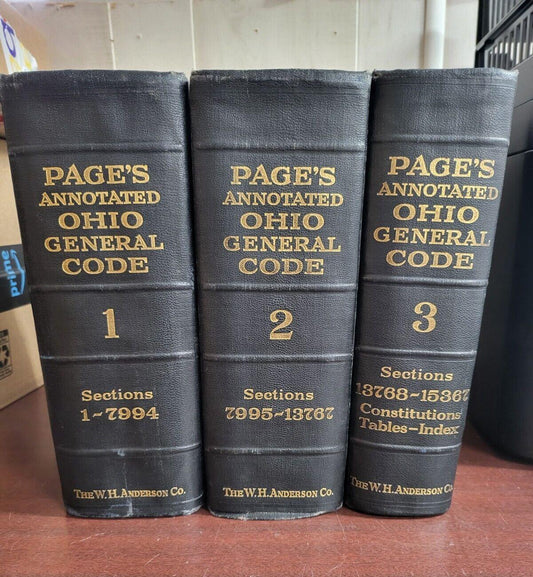 PAGE'S
ANNOTATED
OHIO
GENERAL
CODE
1
Sections
1~7994
THE W. H. ANDERSON CO.
PAGE'S
ANNOTATED
OHIO
GENERAL
CODE
2
Sections
7995~13767
THE W. H. ANDERSON CO.
PAGE'S
ANNOTATED
OHIO
GENERAL
CODE
3
Sections
13768~15367
Constitutions
Tables-Index
THE W. H. ANDERSON CO.
prime